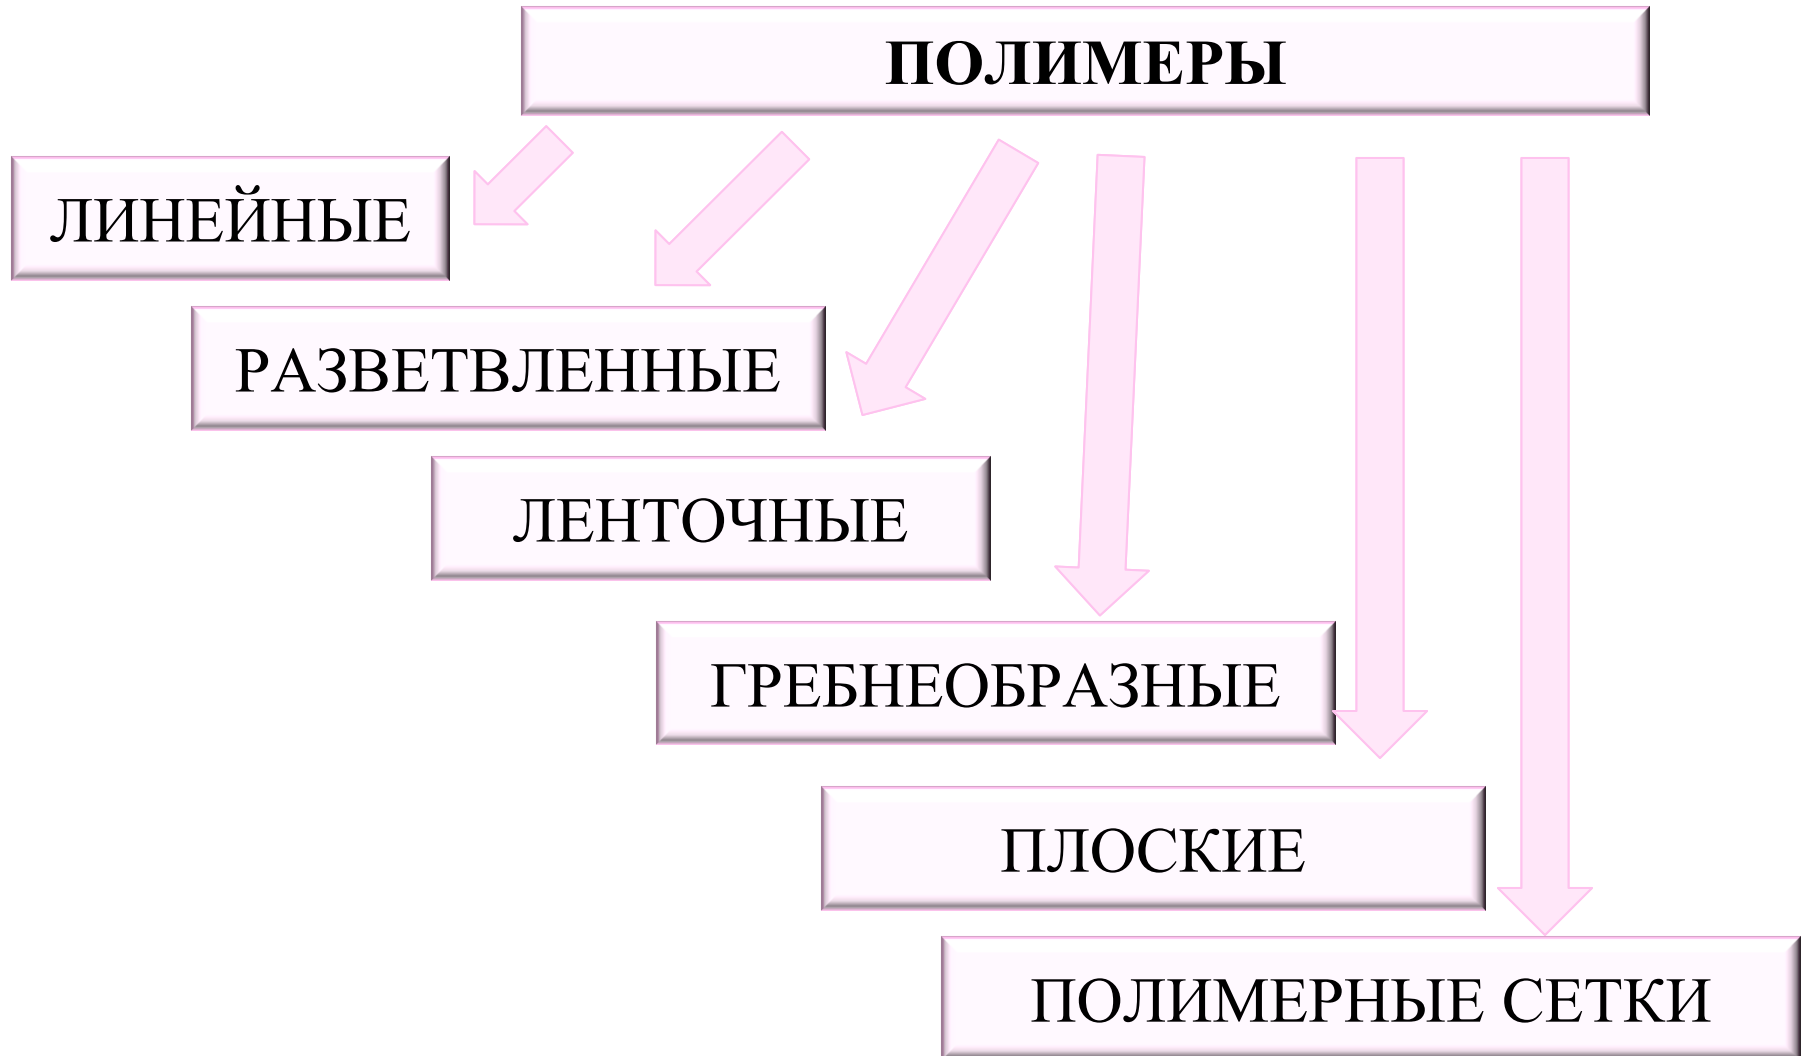 ПОЛИМЕРЫ
ЛИНЕЙНЫЕ
РАЗВЕТВЛЕННЫЕ
ЛЕНТОЧНЫЕ
ГРЕБНЕОБРАЗНЫЕ
ПЛОСКИЕ
ПОЛИМЕРНЫЕ СЕТКИ